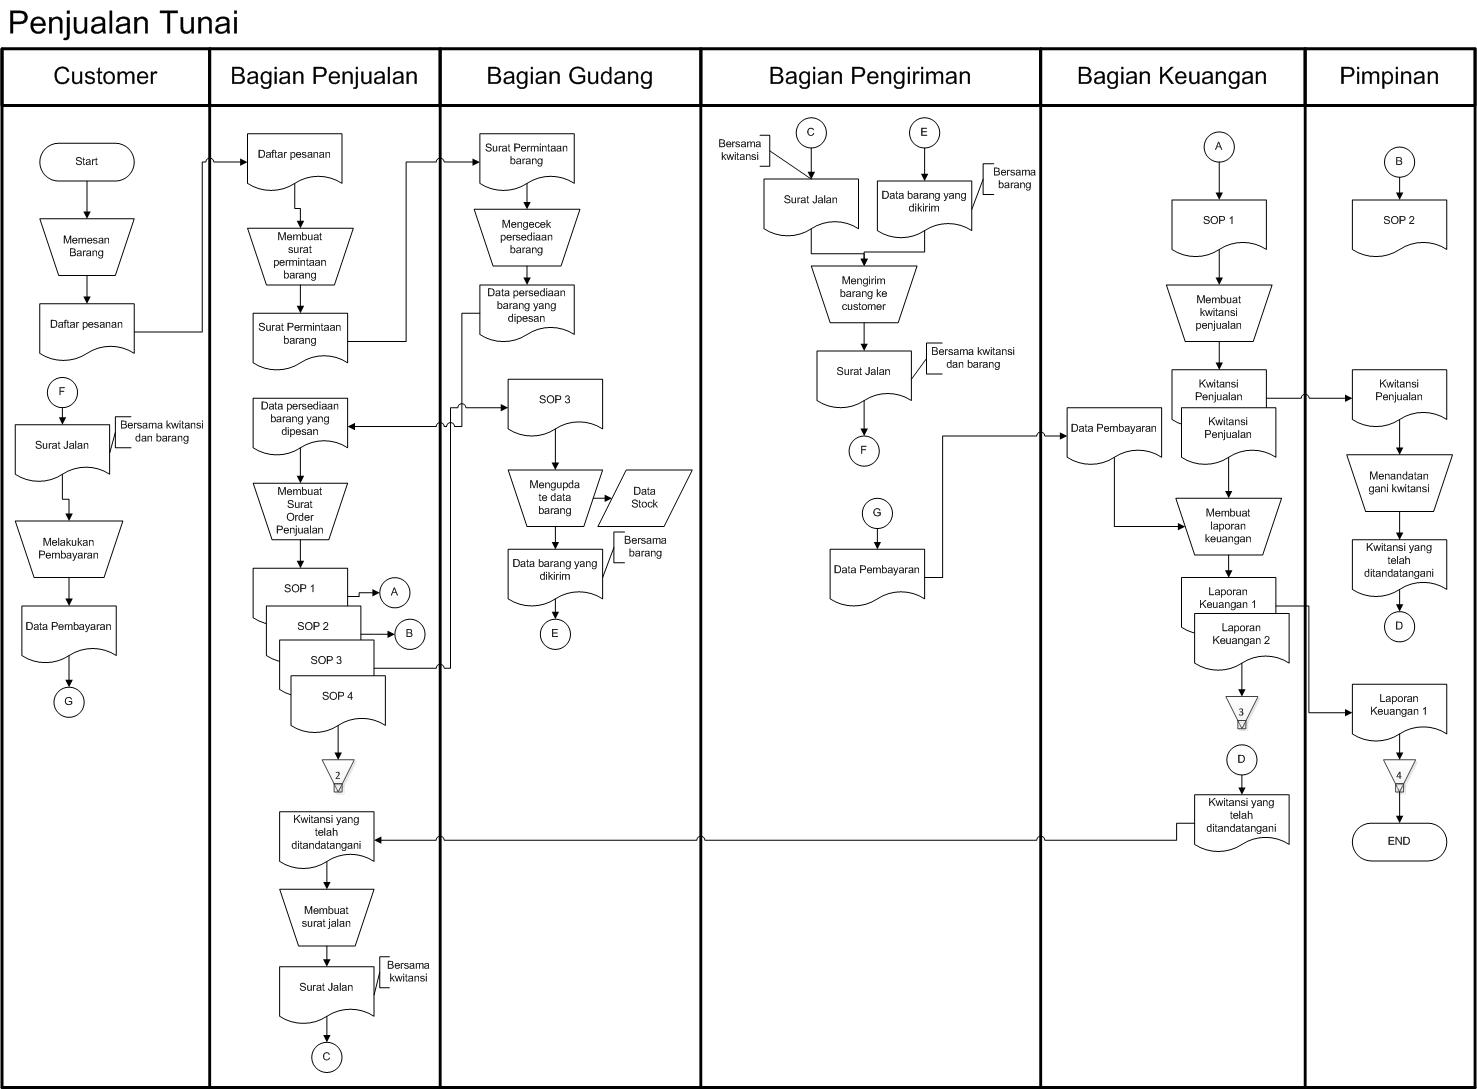 Penjualan Tunai
Customer
Bagian Penjualan
Bagian Gudang
Bagian Pengiriman
Bagian Keuangan
Pimpinan
Start
Memesan
Barang
Daftar pesanan
F
Surat Jalan
Bersama kwitansi
dan barang
Melakukan
Pembayaran
Data Pembayaran
G
Daftar pesanan
Membuat
surat
permintaan
barang
Surat Permintaan
barang
Data persediaan
barang yang
dipesan
Membuat
Surat
Order
Penjualan
SOP 1
A
SOP 2
B
SOP 3
SOP 4
2
Kwitansi yang
telah
ditandatangani
Membuat
surat jalan
Surat Jalan
Bersama
kwitansi
C
Surat Permintaan
barang
Mengecek
persediaan
barang
Data persediaan
barang yang
dipesan
SOP 3
Mengupda
te data
barang
Data
Stock
Data barang yang
dikirim
Bersama
barang
E
C
E
Bersama
kwitansi
Surat Jalan
Data barang yang
dikirim
Bersama
barang
Mengirim
barang ke
customer
Surat Jalan
Bersama kwitansi
dan barang
F
G
Data Pembayaran
A
SOP 1
Membuat
kwitansi
penjualan
Kwitansi
Penjualan
Kwitansi
Penjualan
Data Pembayaran
Membuat
laporan
keuangan
Laporan
Keuangan 1
Laporan
Keuangan 2
3
D
Kwitansi yang
telah
ditandatangani
B
SOP 2
Kwitansi
Penjualan
Menandatan
gani kwitansi
Kwitansi yang
telah
ditandatangani
D
Laporan
Keuangan 1
4
END